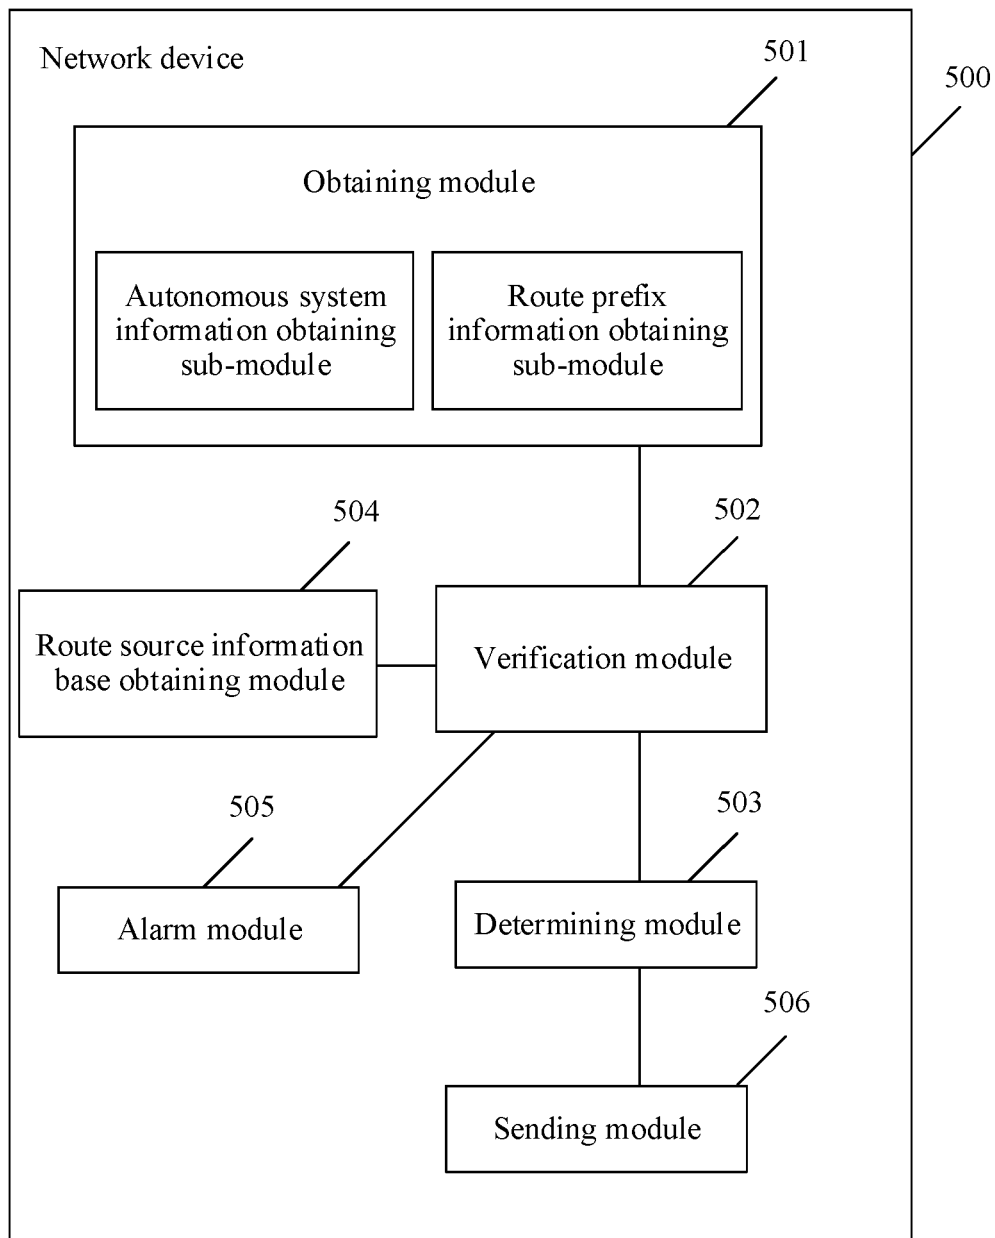 Network device
501
500
Obtaining module
Autonomous system
information obtaining
sub-module
Route prefix
information obtaining
sub-module
504
502
Route source information
base obtaining module
Verification module
505
503
Alarm module
Determining module
506
Sending module